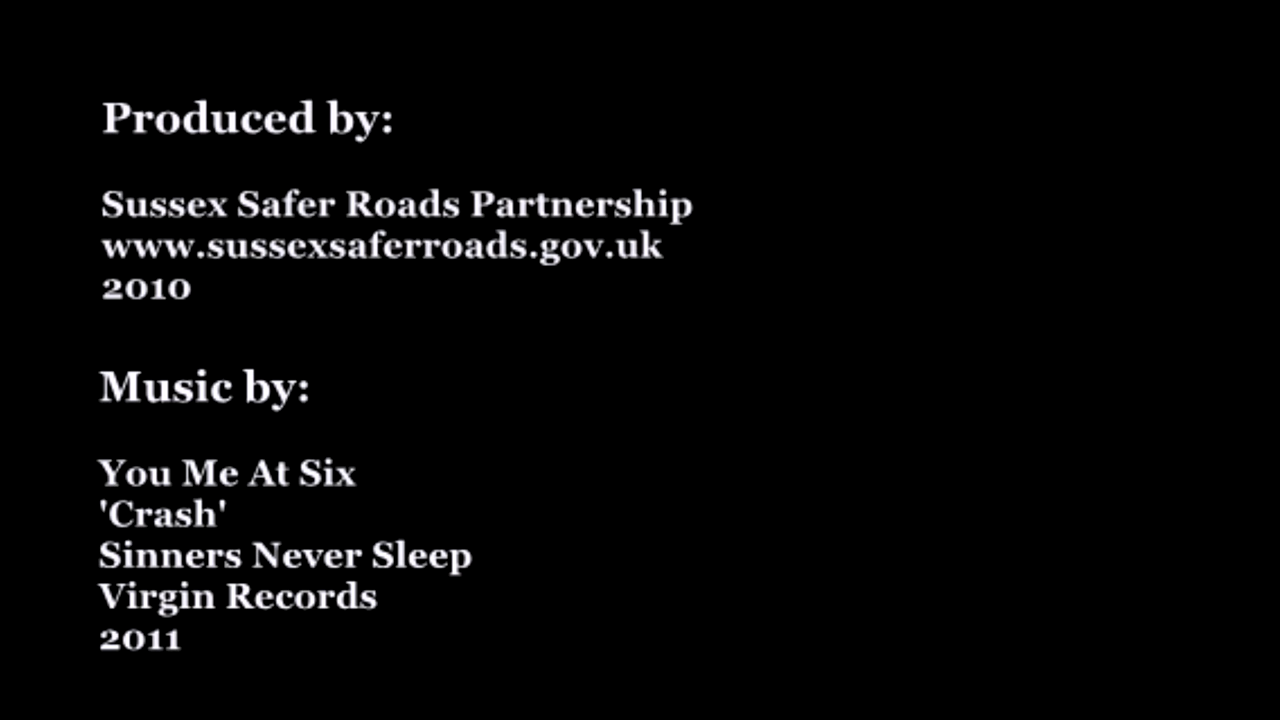 Produced by:
Sussex Safer Roads Partnership
www.sussexsaferroads.gov.uk
2010
Music by:
You Me At Six
'Crash'
Sinners Never Sleep
Virgin Records
2011